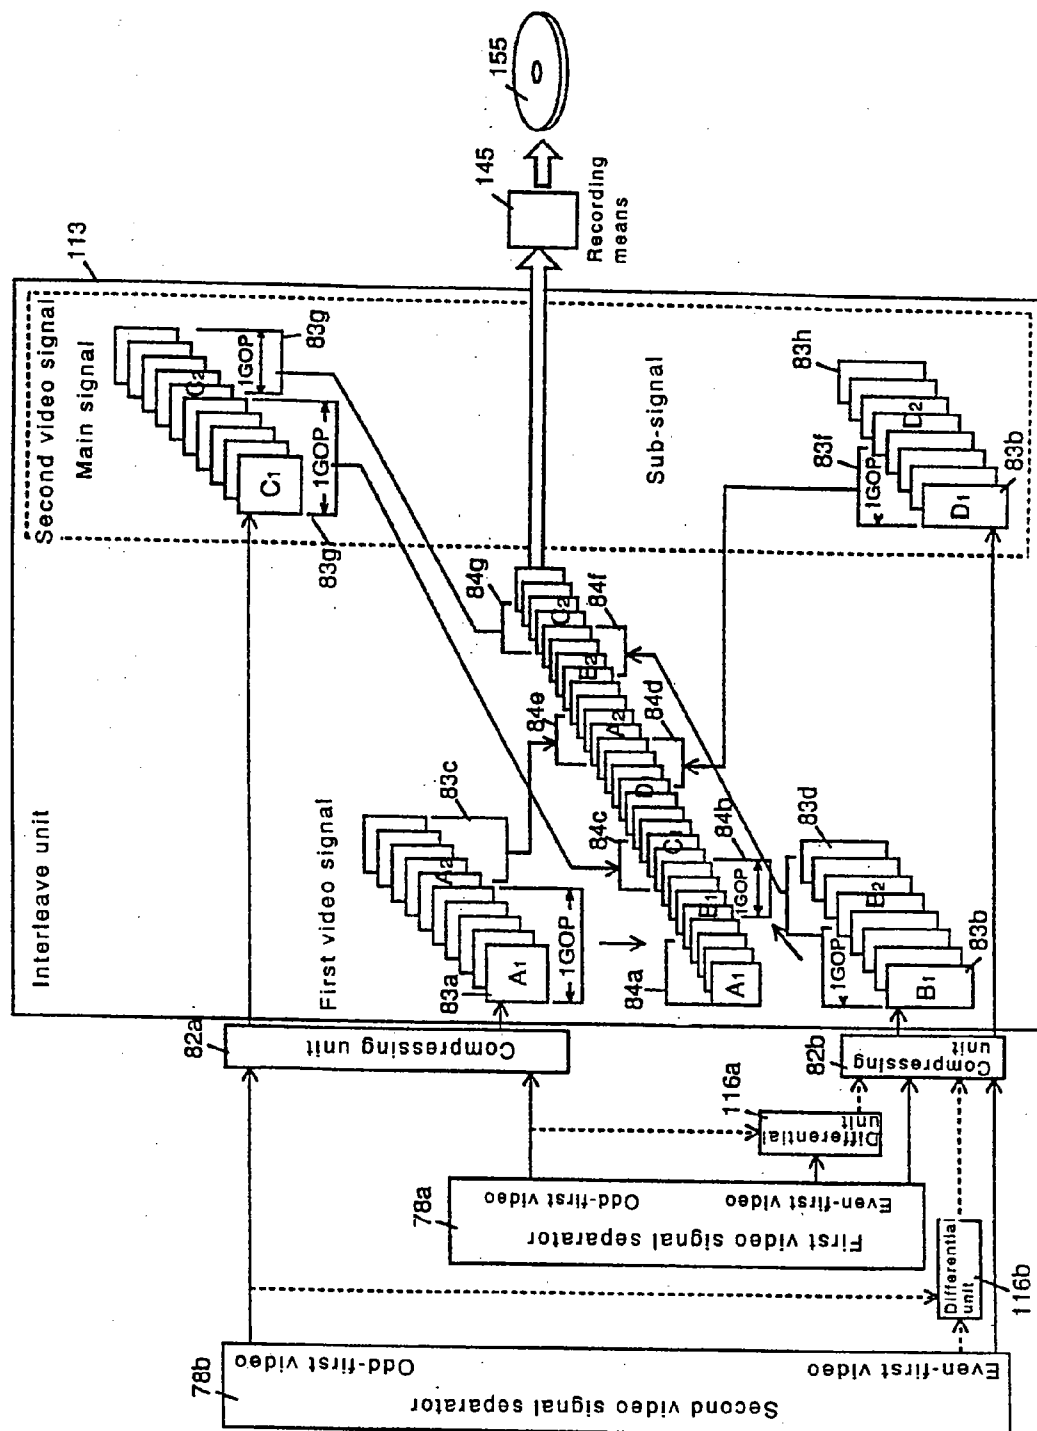 155
145
Recording
means
113
Interleave unit
Second video signal
Main signal
C2
1GOP
83g
C1
1GOP
83g
Sub-signal
83h
D2
83f
1GOP
D1
83b
First video signal
83c
A2
83a
A1
1GOP
84g
C2
84f
B2
84e
A2
84d
D
84c
C1
84b
B1
1GOP
84a
A1
83d
B2
1GOP
B1
83b
82a
Compressing unit
82b
Compressing
unit
116a
Differential
unit
78a
Odd-first video
Even-first video
First video signal separator
Differential
unit
116b
78b
Odd-first video
Even-first video
Second video signal separator